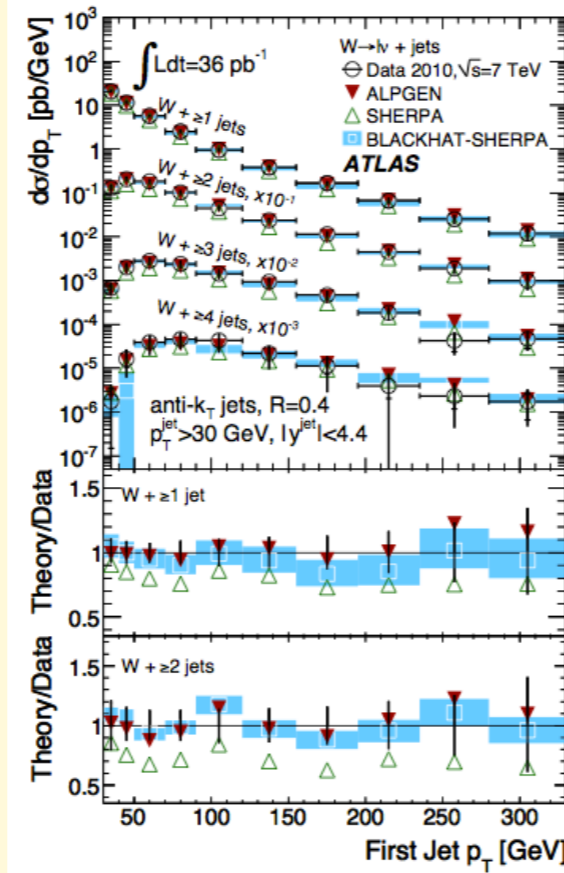 dσ/dp_T [pb/GeV]
10³
10²
10
1
10⁻¹
10⁻²
10⁻³
10⁻⁴
10⁻⁵
10⁻⁶
10⁻⁷
∫Ldt=36 pb⁻¹
W→lν + jets
Data 2010,√s=7 TeV
ALPGEN
SHERPA
BLACKHAT-SHERPA
ATLAS
W + ≥1 jets
W + ≥2 jets, x10⁻¹
W + ≥3 jets, x10⁻²
W + ≥4 jets, x10⁻³
anti-k_T jets, R=0.4
p_T^jet>30 GeV, |y^jet|<4.4
Theory/Data
1.5
1
0.5
W + ≥1 jet
Theory/Data
1.5
1
0.5
W + ≥2 jets
50 100 150 200 250 300
First Jet p_T [GeV]